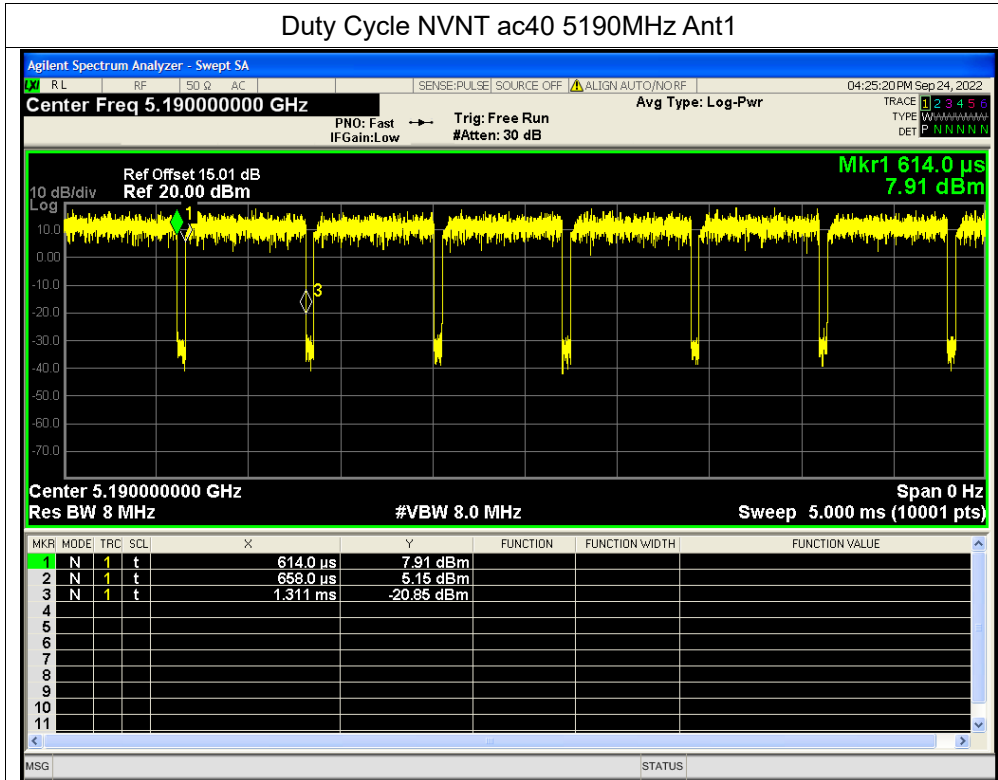 Duty Cycle NVNT ac40 5190MHz Ant1
Agilent Spectrum Analyzer - Swept SA
LXI RL RF 50 Ω AC SENSE:PULSE SOURCE OFF ALIGN AUTO/NORF 04:25:20 PM Sep 24, 2022
Center Freq 5.190000000 GHz Avg Type: Log-Pwr TRACE 1 2 3 4 5 6
PNO: Fast Trig: Free Run TYPE W
IFGain:Low #Atten: 30 dB DET P N N N N N
Mkr1 614.0 µs
Ref Offset 15.01 dB 7.91 dBm
10 dB/div Ref 20.00 dBm
Log
1
10.0
0.00
-10.0
3
-20.0
-30.0
-40.0
-50.0
-60.0
-70.0
Center 5.190000000 GHz Span 0 Hz
Res BW 8 MHz #VBW 8.0 MHz Sweep 5.000 ms (10001 pts)
MKR MODE TRC SCL X Y FUNCTION FUNCTION WIDTH FUNCTION VALUE
1 N 1 t 614.0 µs 7.91 dBm
2 N 1 t 658.0 µs 5.15 dBm
3 N 1 t 1.311 ms -20.85 dBm
4
5
6
7
8
9
10
11
MSG STATUS